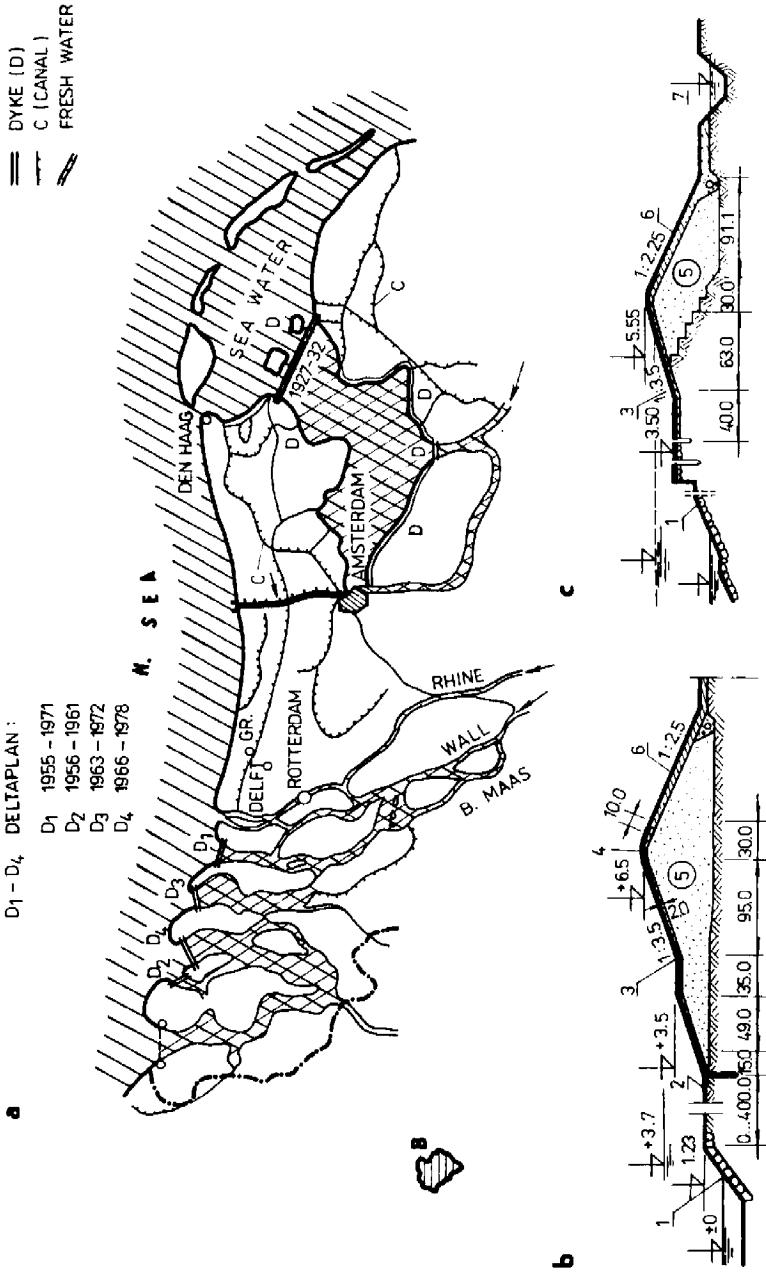 a
D1 – D4 DELTAPLAN :
D1 1955 – 1971
D2 1956 – 1961
D3 1963 – 1972
D4 1966 – 1978
DYKE (D)
C (CANAL)
FRESH WATER
N. SEA
SEA WATER
DEN HAAG
D
1927-32
C
D
C
AMSTERDAM
D
D
D
GR.
DELFT
ROTTERDAM
RHINE
WALL
B. MAAS
D1
D3
D4
D2
B
b
±0
1
1.23
+3.7
2
+3.5
3
1:3.5
20
+6.5
4
10.0
5
6
1:2.5
8
0...400.0
15.0
49.0
35.0
95.0
30.0
c
1
3.50
3
1:3.5
5.55
5
1:2.25
6
8
7
40.0
63.0
30.0
91.1